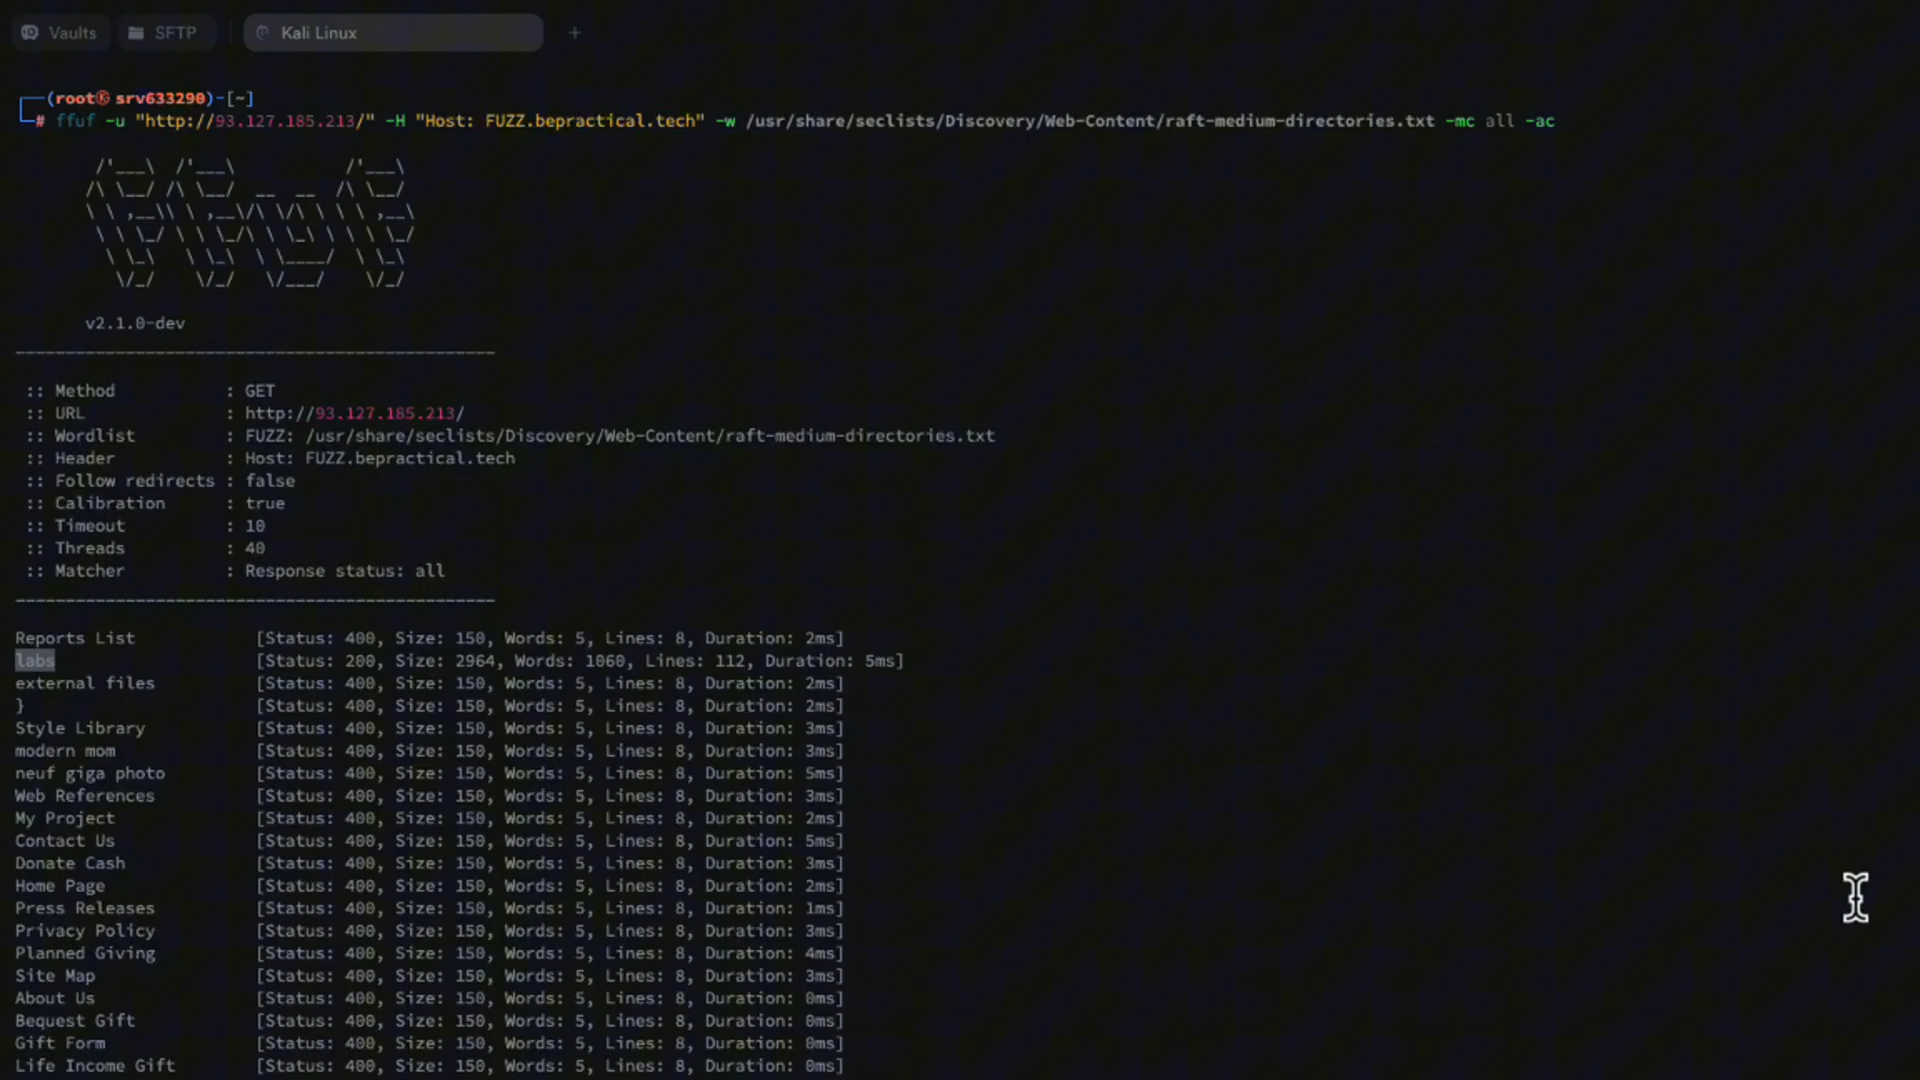 Vaults SFTP Kali Linux +
┌──(root㉿ srv633290)-[~]
└─# ffuf -u "http://93.127.185.213/" -H "Host: FUZZ.bepractical.tech" -w /usr/share/seclists/Discovery/Web-Content/raft-medium-directories.txt -mc all -ac
v2.1.0-dev
________________________________________________
:: Method : GET
:: URL : http://93.127.185.213/
:: Wordlist : FUZZ: /usr/share/seclists/Discovery/Web-Content/raft-medium-directories.txt
:: Header : Host: FUZZ.bepractical.tech
:: Follow redirects : false
:: Calibration : true
:: Timeout : 10
:: Threads : 40
:: Matcher : Response status: all
________________________________________________
Reports List [Status: 400, Size: 150, Words: 5, Lines: 8, Duration: 2ms]
labs [Status: 200, Size: 2964, Words: 1060, Lines: 112, Duration: 5ms]
external files [Status: 400, Size: 150, Words: 5, Lines: 8, Duration: 2ms]
} [Status: 400, Size: 150, Words: 5, Lines: 8, Duration: 2ms]
Style Library [Status: 400, Size: 150, Words: 5, Lines: 8, Duration: 3ms]
modern mom [Status: 400, Size: 150, Words: 5, Lines: 8, Duration: 3ms]
neuf giga photo [Status: 400, Size: 150, Words: 5, Lines: 8, Duration: 5ms]
Web References [Status: 400, Size: 150, Words: 5, Lines: 8, Duration: 3ms]
My Project [Status: 400, Size: 150, Words: 5, Lines: 8, Duration: 2ms]
Contact Us [Status: 400, Size: 150, Words: 5, Lines: 8, Duration: 5ms]
Donate Cash [Status: 400, Size: 150, Words: 5, Lines: 8, Duration: 3ms]
Home Page [Status: 400, Size: 150, Words: 5, Lines: 8, Duration: 2ms]
Press Releases [Status: 400, Size: 150, Words: 5, Lines: 8, Duration: 1ms]
Privacy Policy [Status: 400, Size: 150, Words: 5, Lines: 8, Duration: 3ms]
Planned Giving [Status: 400, Size: 150, Words: 5, Lines: 8, Duration: 4ms]
Site Map [Status: 400, Size: 150, Words: 5, Lines: 8, Duration: 3ms]
About Us [Status: 400, Size: 150, Words: 5, Lines: 8, Duration: 0ms]
Bequest Gift [Status: 400, Size: 150, Words: 5, Lines: 8, Duration: 0ms]
Gift Form [Status: 400, Size: 150, Words: 5, Lines: 8, Duration: 0ms]
Life Income Gift [Status: 400, Size: 150, Words: 5, Lines: 8, Duration: 0ms]